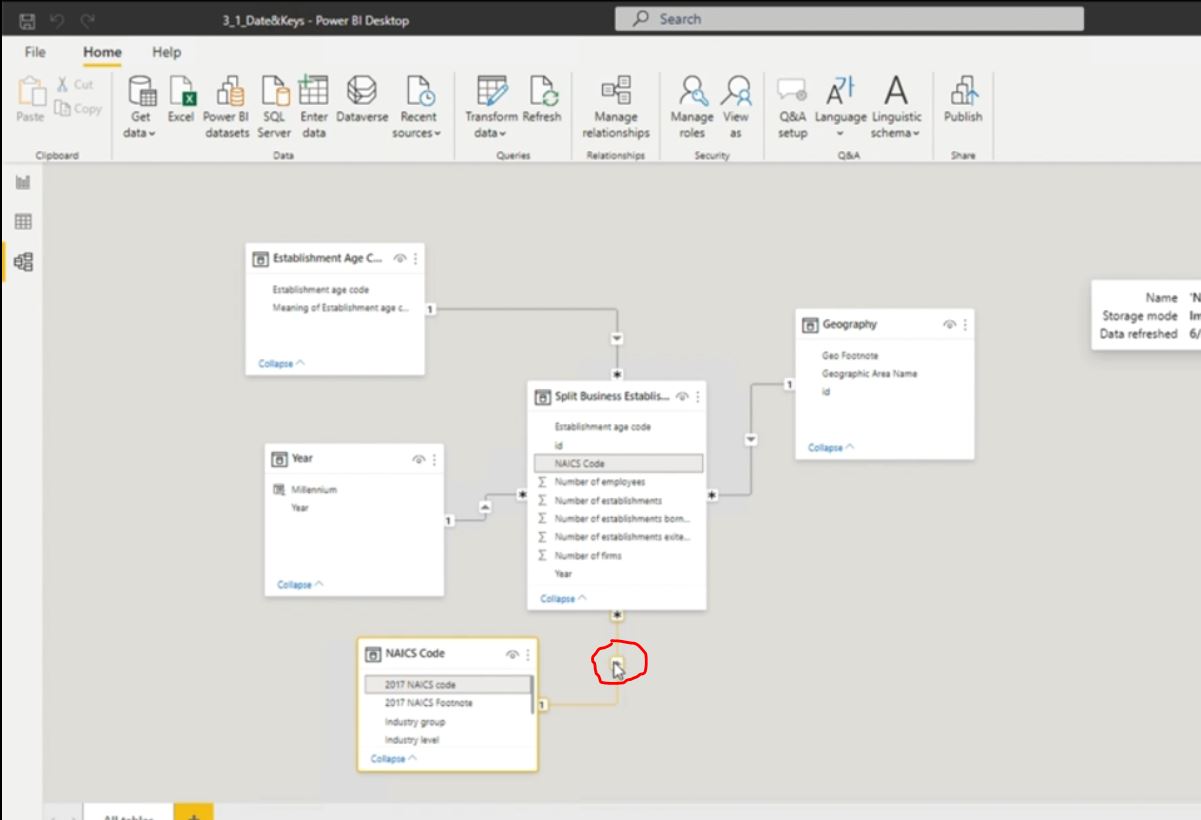 3_1_Date&Keys - Power BI Desktop
Search
File Home Help
Paste
Cut
Copy
Get data
Excel
Power BI datasets
SQL Server
Enter data
Dataverse
Recent sources
Transform data
Refresh
Manage relationships
Manage roles
View as
Q&A setup
Language
Linguistic schema
Publish
Clipboard
Data
Queries
Relationships
Security
Q&A
Share
Establishment Age C...
Establishment age code
Meaning of Establishment age c...
Collapse
1
*
Geography
Geo Footnote
Geographic Area Name
id
Collapse
1
*
Name 'N
Storage mode Im
Data refreshed 6/
Split Business Establis...
Establishment age code
id
NAICS Code
Σ Number of employees
Σ Number of establishments
Σ Number of establishments born...
Σ Number of establishments exite...
Σ Number of firms
Year
Collapse
Year
Millennium
Year
Collapse
1
*
NAICS Code
2017 NAICS code
2017 NAICS Footnote
Industry group
Industry level
Collapse
1
*
All tables
+